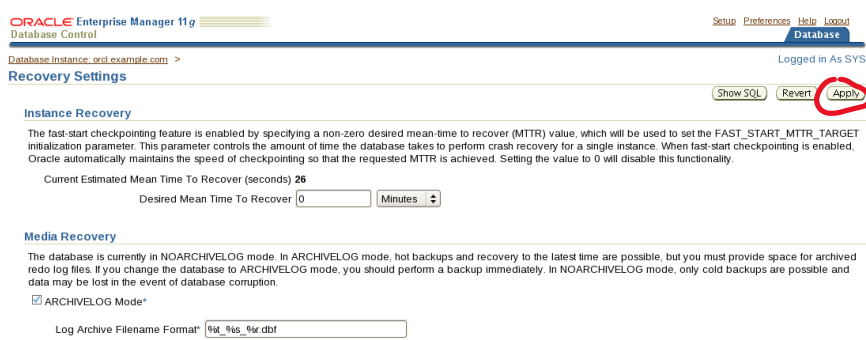 ORACLE Enterprise Manager 11g
Database Control
Setup Preferences Help Logout
Database
Database Instance: orcl.example.com >
Logged in As SYS
Recovery Settings
Show SQL Revert Apply
Instance Recovery
The fast-start checkpointing feature is enabled by specifying a non-zero desired mean-time to recover (MTTR) value, which will be used to set the FAST_START_MTTR_TARGET
initialization parameter. This parameter controls the amount of time the database takes to perform crash recovery for a single instance. When fast-start checkpointing is enabled,
Oracle automatically maintains the speed of checkpointing so that the requested MTTR is achieved. Setting the value to 0 will disable this functionality.
Current Estimated Mean Time To Recover (seconds) 26
Desired Mean Time To Recover 0 Minutes
Media Recovery
The database is currently in NOARCHIVELOG mode. In ARCHIVELOG mode, hot backups and recovery to the latest time are possible, but you must provide space for archived
redo log files. If you change the database to ARCHIVELOG mode, you should perform a backup immediately. In NOARCHIVELOG mode, only cold backups are possible and
data may be lost in the event of database corruption.
ARCHIVELOG Mode*
Log Archive Filename Format* %t_%s_%r.dbf